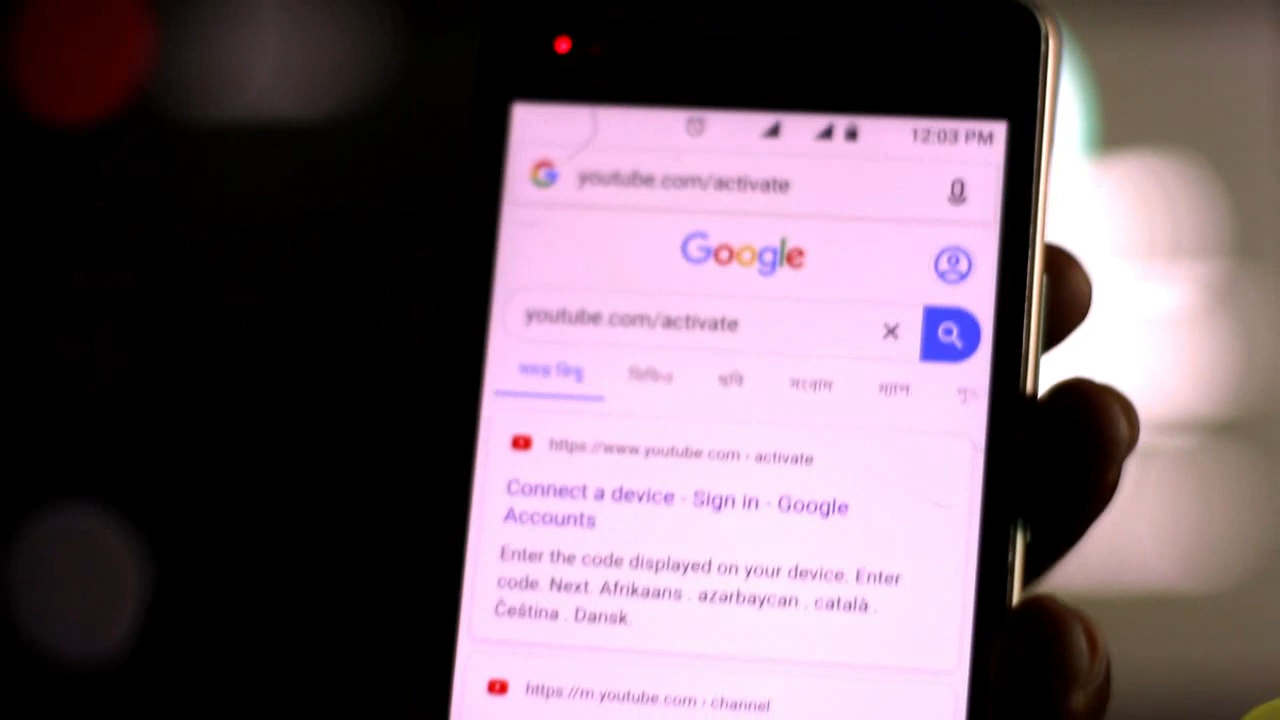 12:03 PM
youtube.com/activate
Google
youtube.com/activate
সমস্ত কিছু ভিডিও ছবি সংবাদ ম্যাপ
https://www.youtube.com › activate
Connect a device - Sign in - Google
Accounts
Enter the code displayed on your device. Enter
code. Next. Afrikaans . azərbaycan . català .
Čeština . Dansk.
https://m.youtube.com › channel